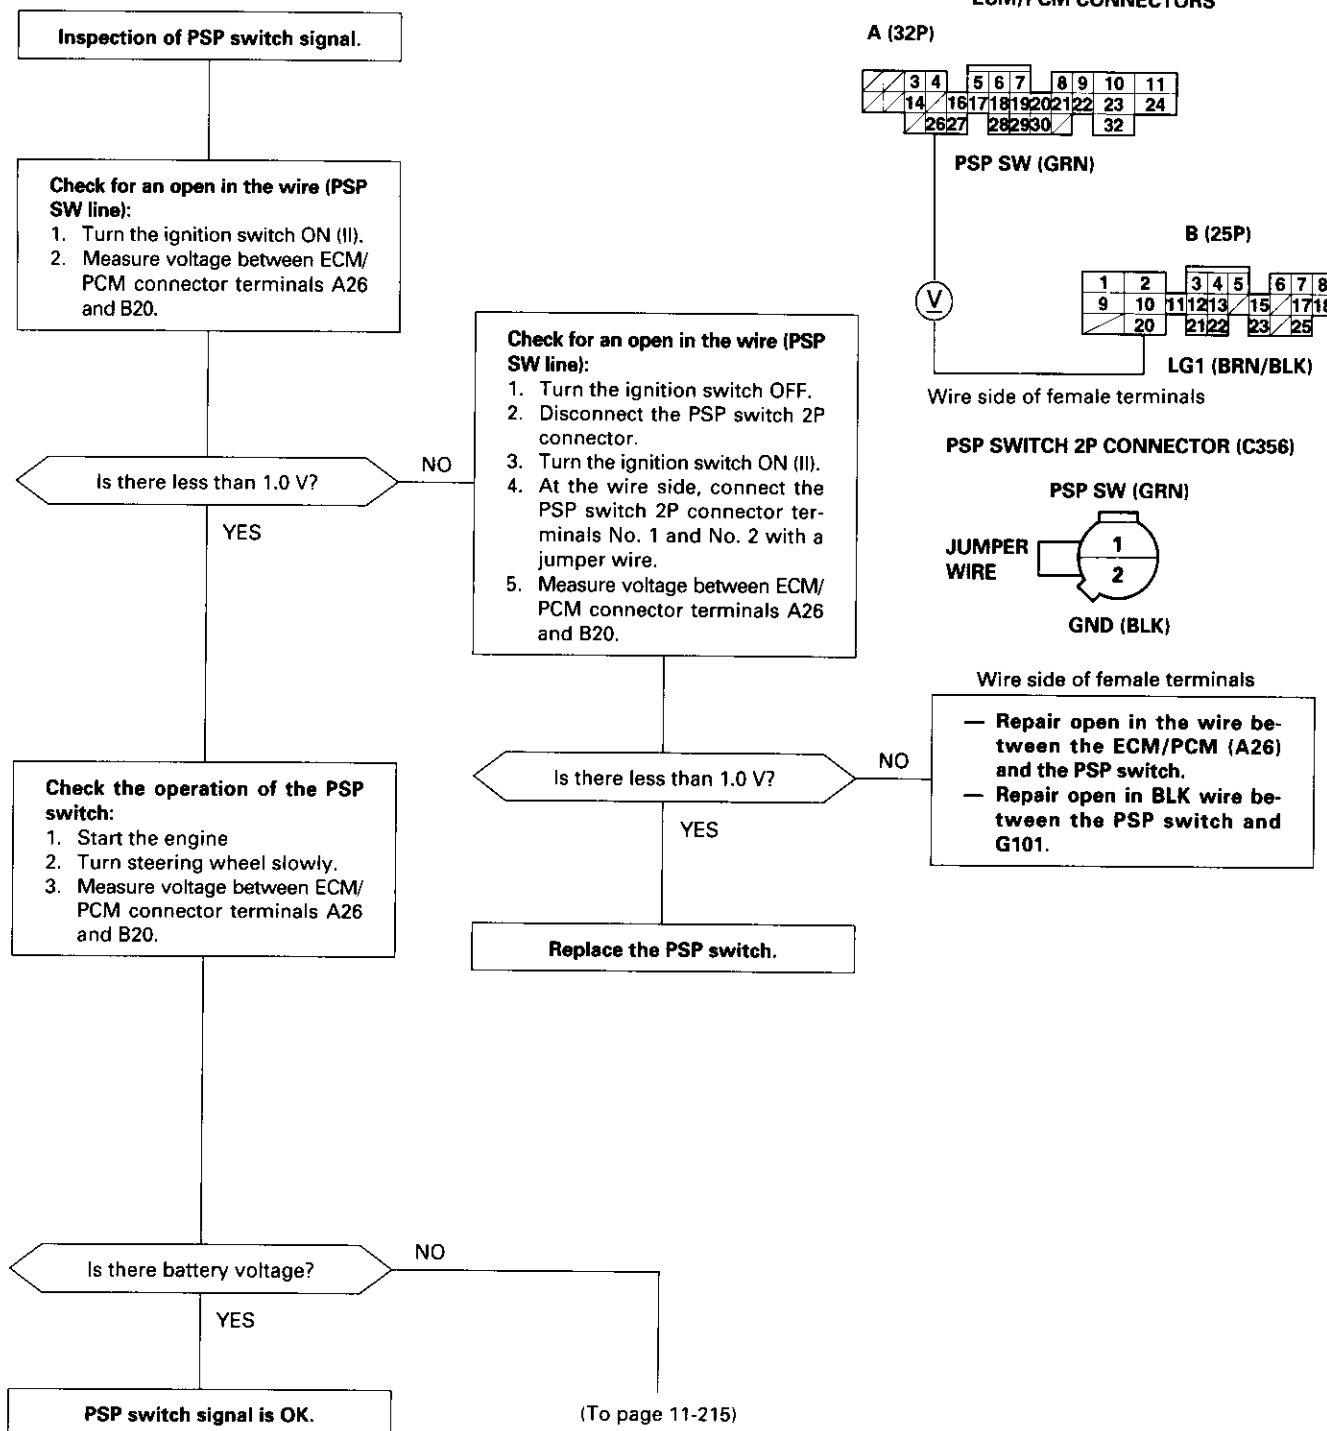 Inspection of PSP switch signal.
Check for an open in the wire (PSP
SW line):
1. Turn the ignition switch ON (II).
2. Measure voltage between ECM/
PCM connector terminals A26
and B20.
Is there less than 1.0 V?
NO
YES
Check for an open in the wire (PSP
SW line):
1. Turn the ignition switch OFF.
2. Disconnect the PSP switch 2P
connector.
3. Turn the ignition switch ON (II).
4. At the wire side, connect the
PSP switch 2P connector ter-
minals No. 1 and No. 2 with a
jumper wire.
5. Measure voltage between ECM/
PCM connector terminals A26
and B20.
Is there less than 1.0 V?
NO
YES
— Repair open in the wire be-
tween the ECM/PCM (A26)
and the PSP switch.
— Repair open in BLK wire be-
tween the PSP switch and
G101.
Replace the PSP switch.
Check the operation of the PSP
switch:
1. Start the engine
2. Turn steering wheel slowly.
3. Measure voltage between ECM/
PCM connector terminals A26
and B20.
Is there battery voltage?
NO
YES
PSP switch signal is OK.
(To page 11-215)
ECM/PCM CONNECTORS
A (32P)
3 4 5 6 7 8 9 10 11
14 16 17 18 19 20 21 22 23 24
26 27 28 29 30 32
PSP SW (GRN)
V
B (25P)
1 2 3 4 5 6 7 8
9 10 11 12 13 15 17 18
20 21 22 23 25
LG1 (BRN/BLK)
Wire side of female terminals
PSP SWITCH 2P CONNECTOR (C356)
PSP SW (GRN)
JUMPER
WIRE
1
2
GND (BLK)
Wire side of female terminals